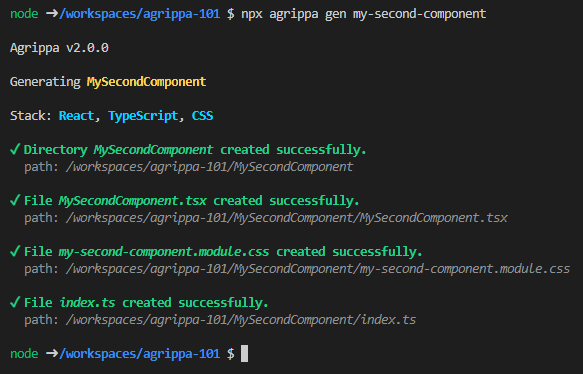 node ➜/workspaces/agrippa-101 $ npx agrippa gen my-second-component
Agrippa v2.0.0
Generating MySecondComponent
Stack: React, TypeScript, CSS
✔ Directory MySecondComponent created successfully.
path: /workspaces/agrippa-101/MySecondComponent
✔ File MySecondComponent.tsx created successfully.
path: /workspaces/agrippa-101/MySecondComponent/MySecondComponent.tsx
✔ File my-second-component.module.css created successfully.
path: /workspaces/agrippa-101/MySecondComponent/my-second-component.module.css
✔ File index.ts created successfully.
path: /workspaces/agrippa-101/MySecondComponent/index.ts
node ➜/workspaces/agrippa-101 $